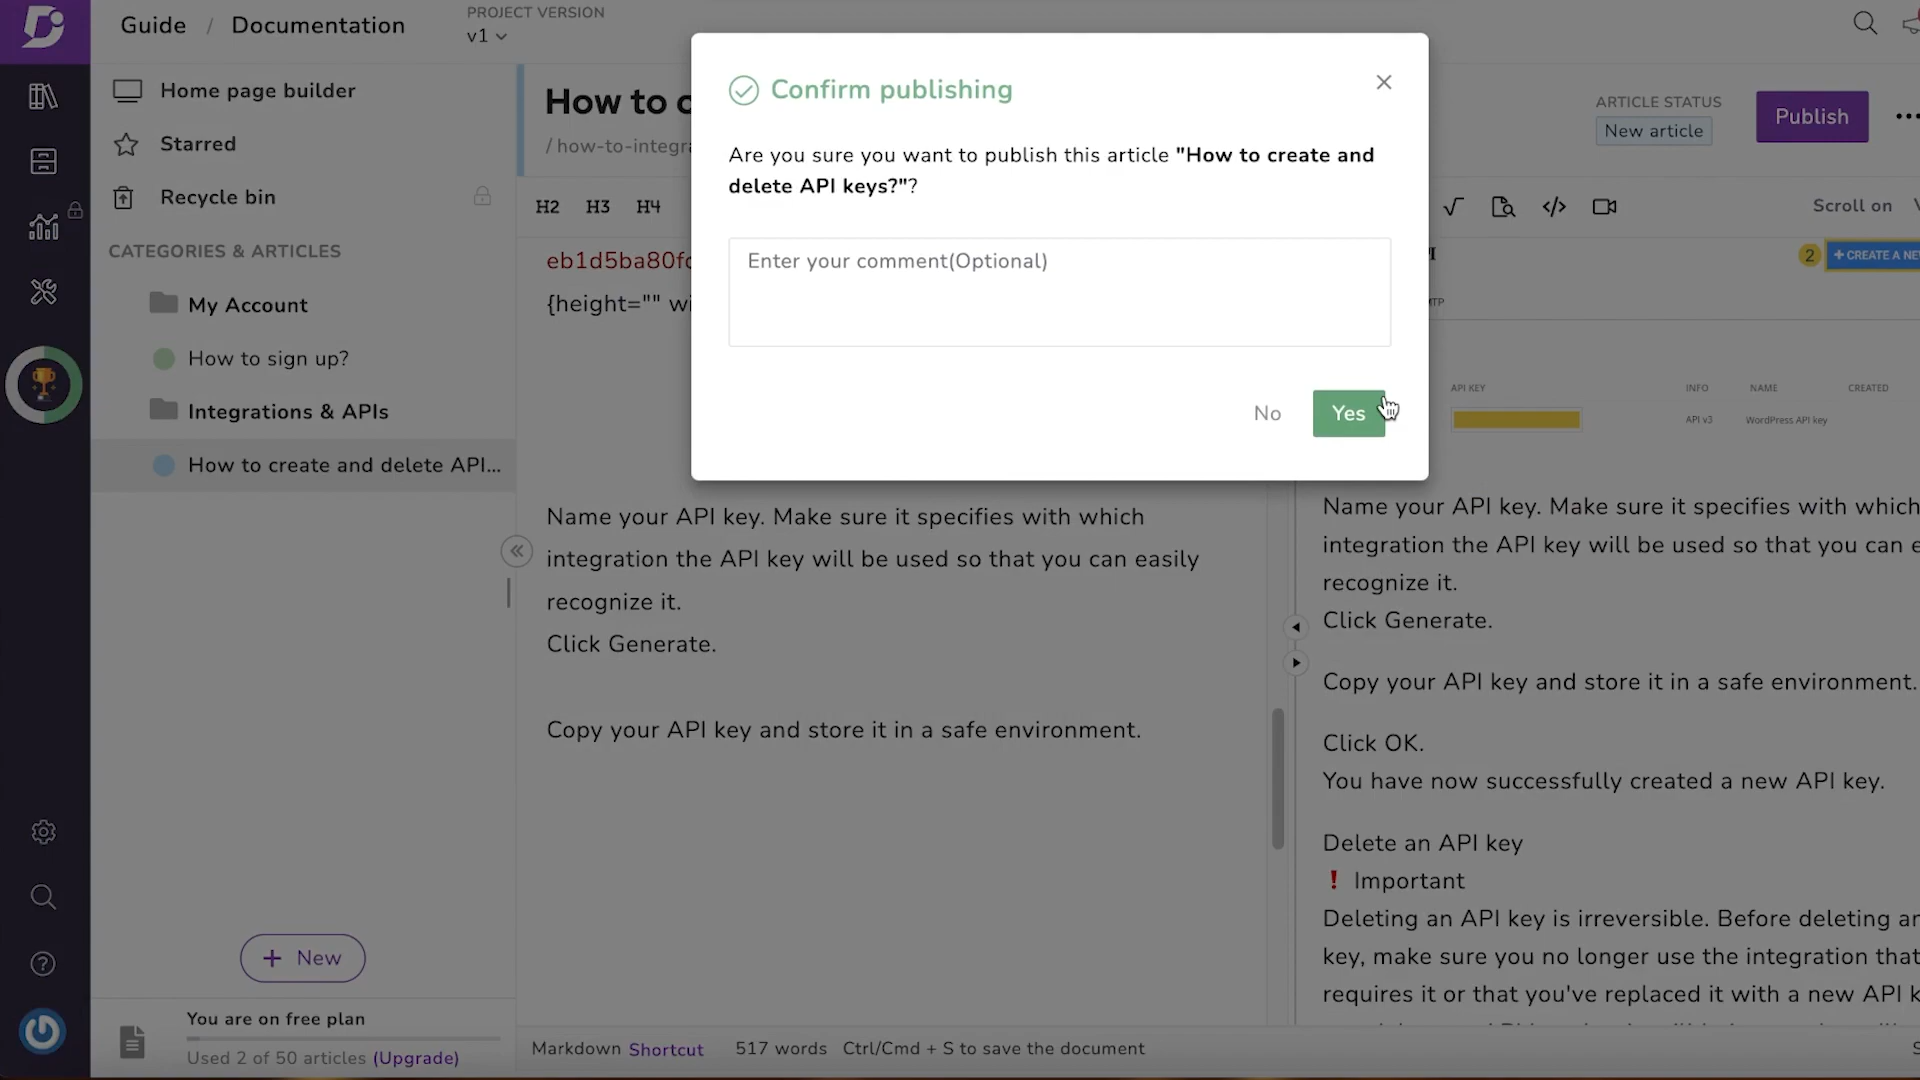 Guide / Documentation
PROJECT VERSION
v1
Home page builder
Starred
Recycle bin
CATEGORIES & ARTICLES
My Account
How to sign up?
Integrations & APIs
How to create and delete API...
+ New
You are on free plan
Used 2 of 50 articles (Upgrade)
How to c
/ how-to-integra
ARTICLE STATUS
New article
Publish
H2 H3 H4
Scroll on
eb1d5ba80fc
{height="" wi
Name your API key. Make sure it specifies with which
integration the API key will be used so that you can easily
recognize it.
Click Generate.
Copy your API key and store it in a safe environment.
Markdown Shortcut 517 words Ctrl/Cmd + S to save the document
Confirm publishing
Are you sure you want to publish this article "How to create and
delete API keys?"?
Enter your comment(Optional)
No
Yes
2
+ CREATE A NE
MTP
API KEY INFO NAME CREATED
API v3 WordPress API key
Name your API key. Make sure it specifies with which
integration the API key will be used so that you can e
recognize it.
Click Generate.
Copy your API key and store it in a safe environment.
Click OK.
You have now successfully created a new API key.
Delete an API key
❗ Important
Deleting an API key is irreversible. Before deleting an
key, make sure you no longer use the integration that
requires it or that you've replaced it with a new API k